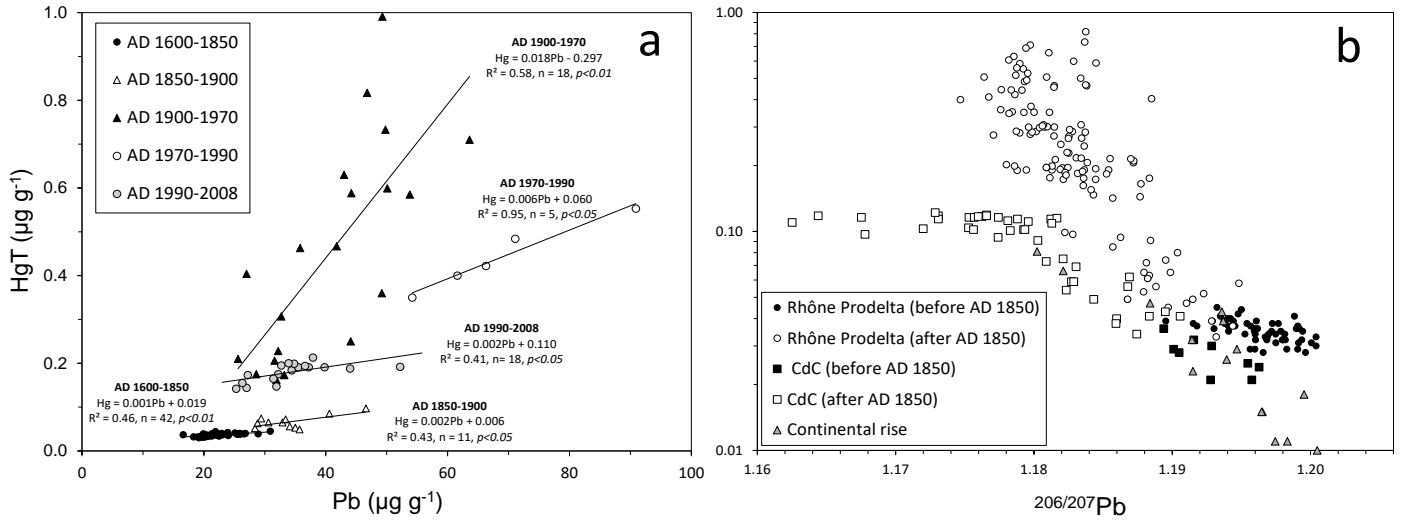 a
HgT (µg g-1)
1.0
0.8
0.6
0.4
0.2
0.0
0
20
40
60
80
100
Pb (µg g-1)
AD 1600-1850
AD 1850-1900
AD 1900-1970
AD 1970-1990
AD 1990-2008
AD 1900-1970
Hg = 0.018Pb - 0.297
R² = 0.58, n = 18, p<0.01
AD 1970-1990
Hg = 0.006Pb + 0.060
R² = 0.95, n = 5, p<0.05
AD 1990-2008
Hg = 0.002Pb + 0.110
R² = 0.41, n= 18, p<0.05
AD 1600-1850
Hg = 0.001Pb + 0.019
R² = 0.46, n = 42, p<0.01
AD 1850-1900
Hg = 0.002Pb + 0.006
R² = 0.43, n = 11, p<0.05
b
1.00
0.10
0.01
1.16
1.17
1.18
1.19
1.20
206/207Pb
Rhône Prodelta (before AD 1850)
Rhône Prodelta (after AD 1850)
CdC (before AD 1850)
CdC (after AD 1850)
Continental rise